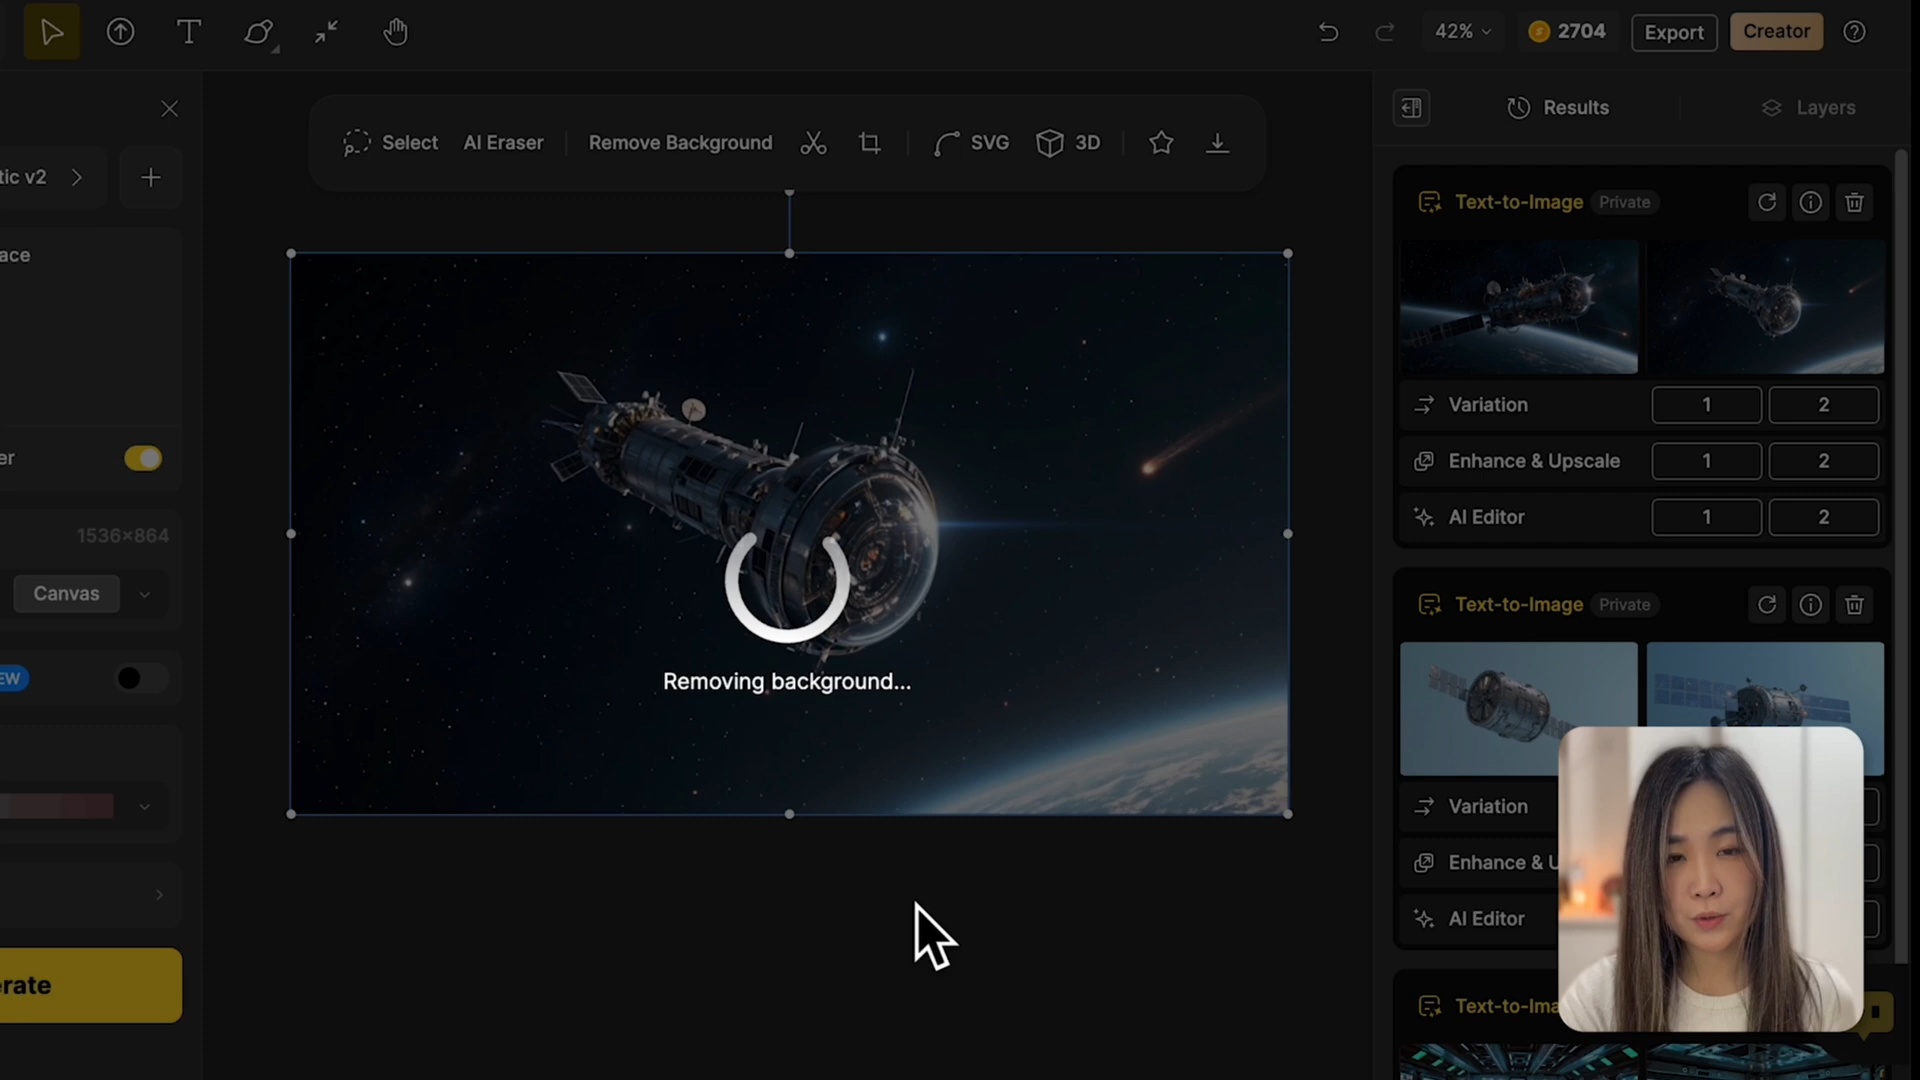 42%
2704
Export
Creator
Results
Layers
tic v2
Select
AI Eraser
Remove Background
SVG
3D
ace
er
1536×864
Canvas
EW
erate
Removing background...
Text-to-Image
Private
Variation
1
2
Enhance & Upscale
1
2
AI Editor
1
2
Text-to-Image
Private
Variation
Enhance & U
AI Editor
Text-to-Ima